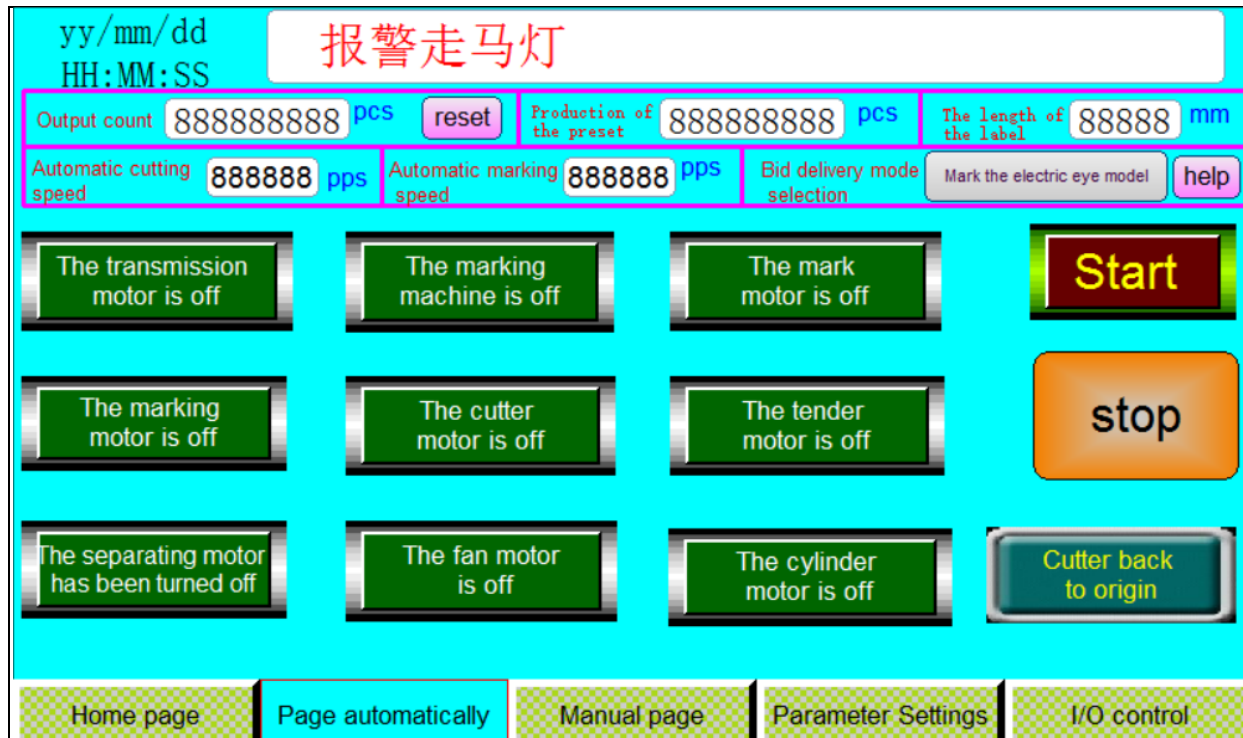 yy/mm/dd
HH:MM:SS
报警走马灯
Output count 888888888 pcs reset
Production of
the preset 888888888 pcs
The length of
the label 88888 mm
Automatic cutting
speed 888888 pps
Automatic marking
speed 888888 pps
Bid delivery mode
selection
Mark the electric eye model
help
The transmission
motor is off
The marking
machine is off
The mark
motor is off
Start
The marking
motor is off
The cutter
motor is off
The tender
motor is off
stop
The separating motor
has been turned off
The fan motor
is off
The cylinder
motor is off
Cutter back
to origin
Home page
Page automatically
Manual page
Parameter Settings
I/O control